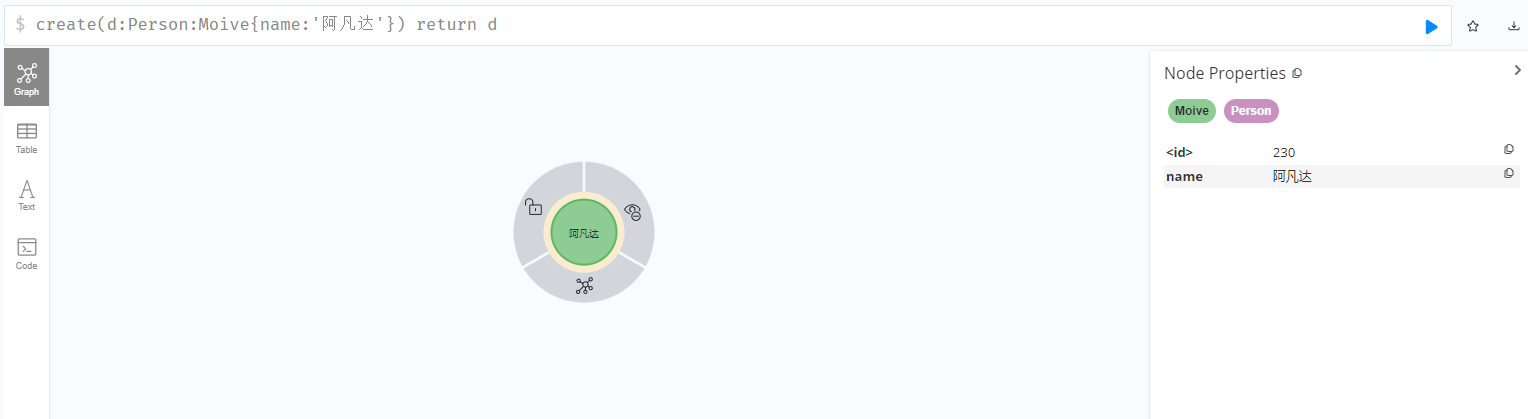 $ create(d:Person:Moive{name:'阿凡达'}) return d
Graph
Table
Text
Code
阿凡达
Node Properties
Moive Person
<id> 230
name 阿凡达